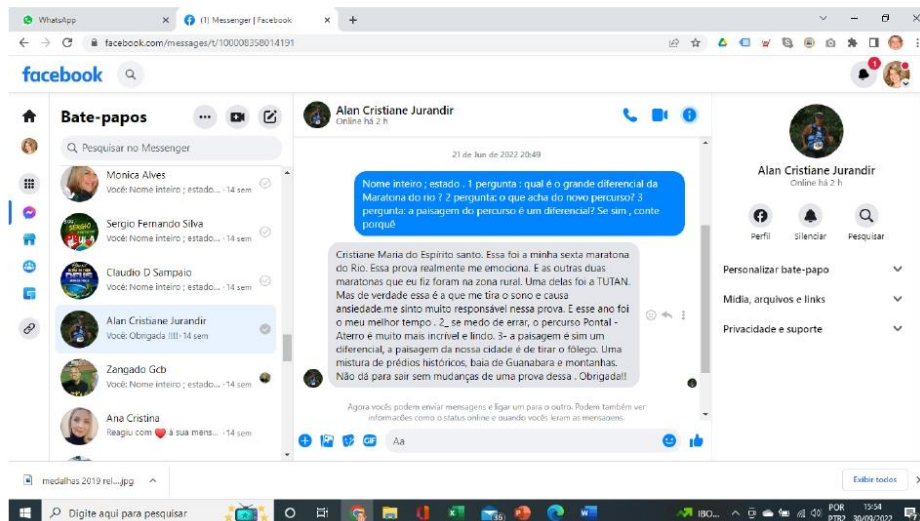 WhatsApp
(1) Messenger | Facebook
facebook.com/messages/t/100008358014191
facebook
1
Bate-papos
Pesquisar no Messenger
Monica Alves
Você: Nome inteiro ; estado... · 14 sem
Sergio Fernando Silva
Você: Nome inteiro ; estado... · 14 sem
Claudio D Sampaio
Você: Nome inteiro ; estado... · 14 sem
Alan Cristiane Jurandir
Você: Obrigada !!!! · 14 sem
Zangado Gcb
Você: Nome inteiro ; estado... · 14 sem
Ana Cristina
Reagiu com ❤ à sua mens... · 14 sem
Alan Cristiane Jurandir
Online há 2 h
21 de Jun de 2022 20:49
Nome inteiro ; estado . 1 pergunta : qual é o grande diferencial da
Maratona do rio ? 2 pergunta: o que acha do novo percurso? 3
pergunta: a paisagem do percurso é um diferencial? Se sim , conte
porquê
Cristiane Maria do Espírito santo. Essa foi a minha sexta maratona
do Rio. Essa prova realmente me emociona. E as outras duas
maratonas que eu fiz foram na zona rural. Uma delas foi a TUTAN.
Mas de verdade essa é a que me tira o sono e causa
ansiedade.me sinto muito responsável nessa prova. E esse ano foi
o meu melhor tempo . 2_ se medo de errar, o percurso Pontal -
Aterro é muito mais incrível e lindo. 3- a paisagem é sim um
diferencial, a paisagem da nossa cidade é de tirar o fôlego. Uma
mistura de prédios históricos, baia de Guanabara e montanhas.
Não dá para sair sem mudanças de uma prova dessa . Obrigada!!
Agora vocês podem enviar mensagens e ligar um para o outro. Podem também ver
informações como o status online e quando vocês leram as mensagens.
GIF
Aa
Alan Cristiane Jurandir
Online há 2 h
Perfil
Silenciar
Pesquisar
Personalizar bate-papo
Mídia, arquivos e links
Privacidade e suporte
medalhas 2019 rel....jpg
Exibir todos
Digite aqui para pesquisar
IBO...
POR
PTB2
15:54
30/09/2022